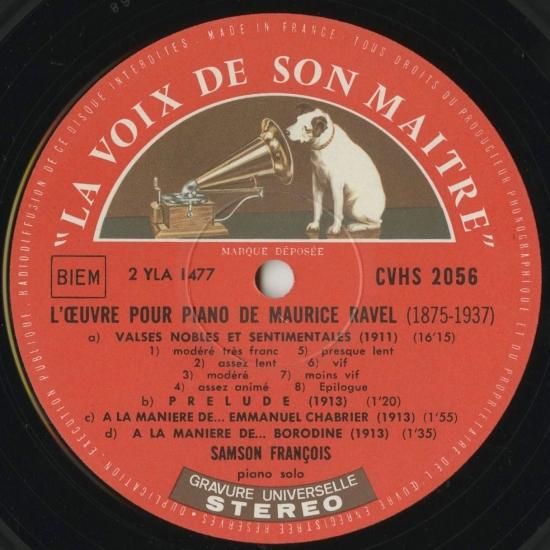 MADE IN FRANCE. TOUS DROITS DU PRODUCTEUR PHONOGRAPHIQUE ET DU PROPRIETAIRE DE L'ŒUVRE ENREGISTREE RESERVES. DUPLICATION, EXECUTION PUBLIQUE, RADIODIFFUSION DE CE DISQUE INTERDITES.
"LA VOIX DE SON MAITRE"
MARQUE DÉPOSÉE
BIEM 2 YLA 1477 CVHS 2056
L'ŒUVRE POUR PIANO DE MAURICE RAVEL (1875-1937)
a) VALSES NOBLES ET SENTIMENTALES (1911) (16'15)
1) modéré très franc 5) presque lent
2) assez lent 6) vif
3) modéré 7) moins vif
4) assez animé 8) Epilogue
b) PRELUDE (1913) (1'20)
c) A LA MANIERE DE... EMMANUEL CHABRIER (1913) (1'55)
d) A LA MANIERE DE... BORODINE (1913) (1'35)
SAMSON FRANÇOIS
piano solo
GRAVURE UNIVERSELLE
STEREO